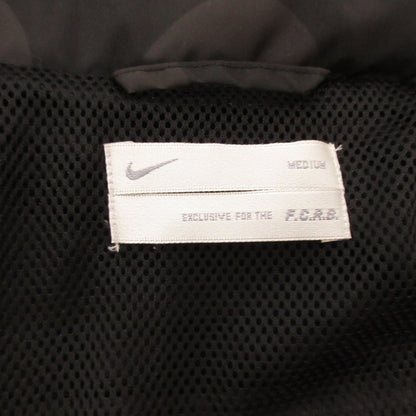 MEDIUM
EXCLUSIVE FOR THE F.C.R.B.